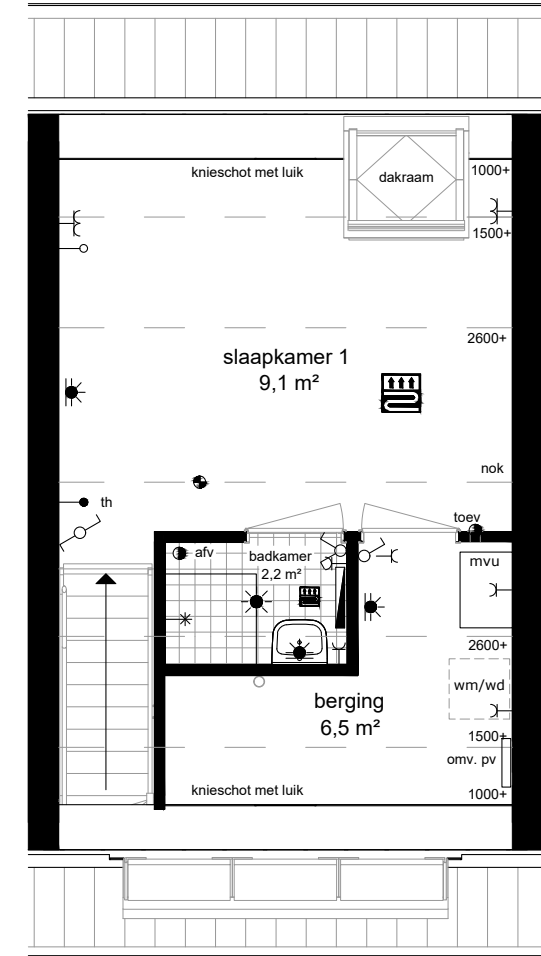 knieschot met luik
dakraam
1000+
1500+
2600+
slaapkamer 1
9,1 m²
nok
th
toev
afv
badkamer
2,2 m²
mvu
2600+
wm/wd
berging
6,5 m²
1500+
omv. pv
knieschot met luik
1000+